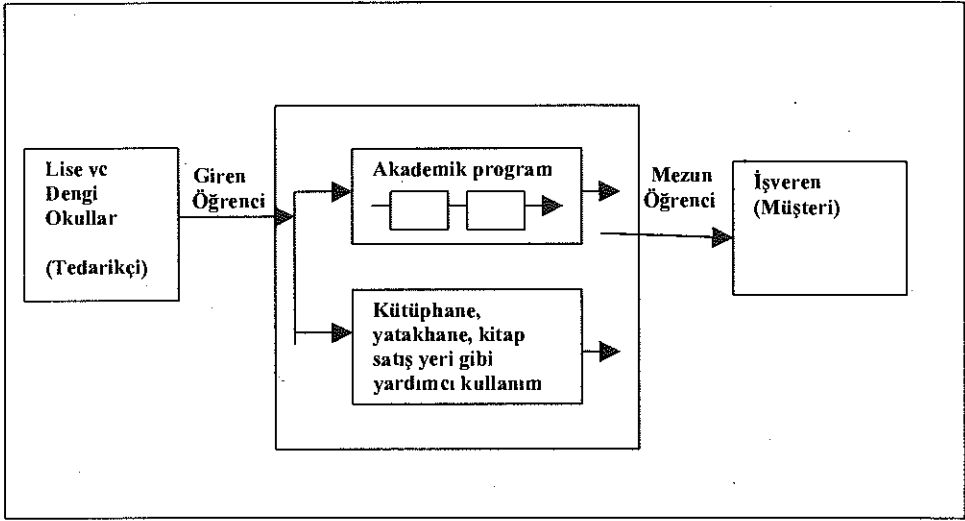 Lise vc
Dengi
Okullar
(Tedarikçi)
Giren
Öğrenci
Akademik program
Kütüphane,
yatakhane, kitap
satış yeri gibi
yardımcı kullanım
Mezun
Öğrenci
İşveren
(Müşteri)